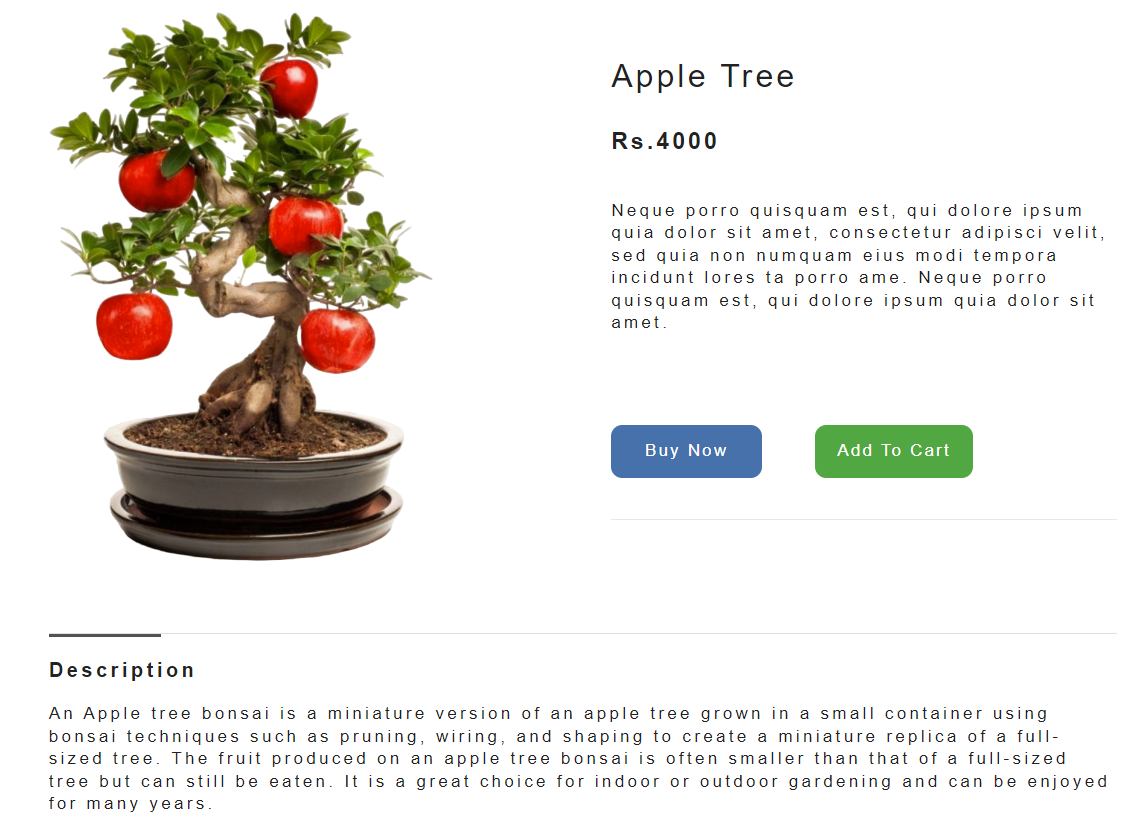 Apple Tree
Rs.4000
Neque porro quisquam est, qui dolore ipsum
quia dolor sit amet, consectetur adipisci velit,
sed quia non numquam eius modi tempora
incidunt lores ta porro ame. Neque porro
quisquam est, qui dolore ipsum quia dolor sit
amet.
Buy Now
Add To Cart
Description
An Apple tree bonsai is a miniature version of an apple tree grown in a small container using
bonsai techniques such as pruning, wiring, and shaping to create a miniature replica of a full-
sized tree. The fruit produced on an apple tree bonsai is often smaller than that of a full-sized
tree but can still be eaten. It is a great choice for indoor or outdoor gardening and can be enjoyed
for many years.